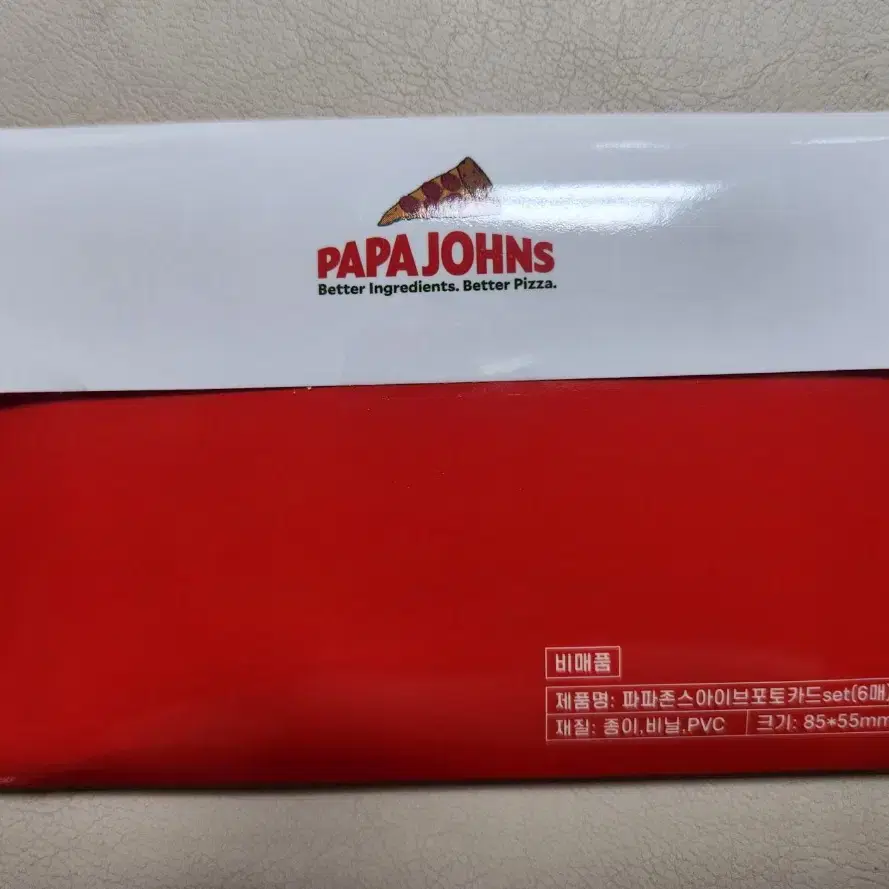 PAPA JOHNS
Better Ingredients. Better Pizza.
비매품
제품명: 파파존스아이브포토카드set(6매)
재질: 종이,비닐,PVC 크기: 85*55mm